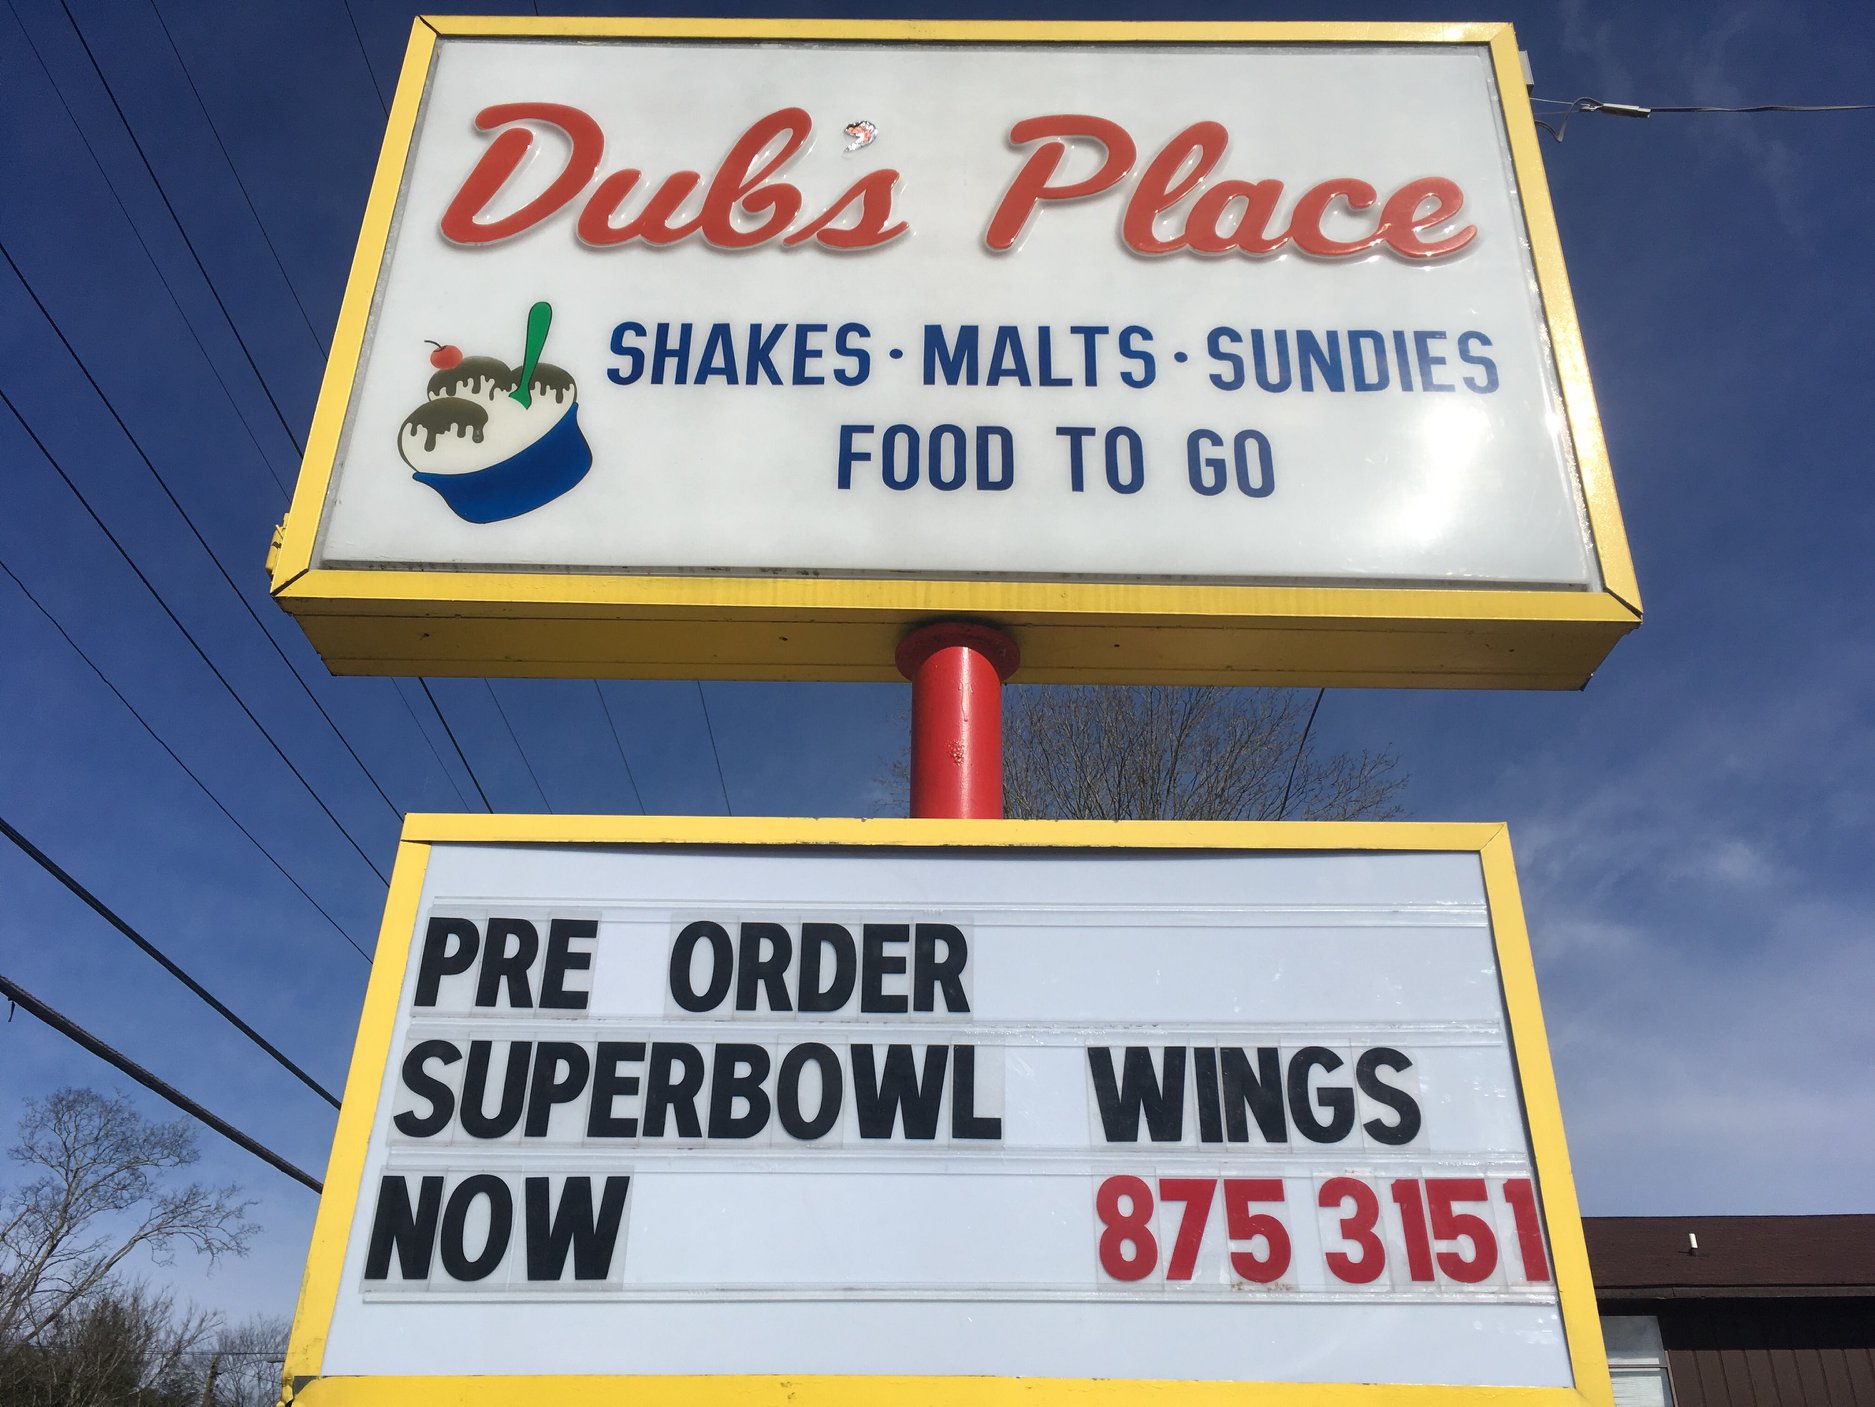 Dub's Place
SHAKES · MALTS · SUNDIES
FOOD TO GO
PRE ORDER
SUPERBOWL WINGS
NOW 875 3151